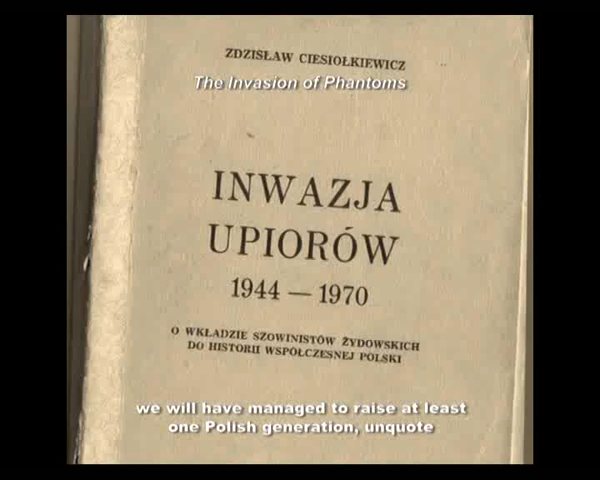 ZDZISŁAW CIESIOŁKIEWICZ
The Invasion of Phantoms
INWAZJA
UPIORÓW
1944 — 1970
O WKŁADZIE SZOWINISTÓW ŻYDOWSKICH
DO HISTORII WSPÓŁCZESNEJ POLSKI
we will have managed to raise at least
one Polish generation, unquote